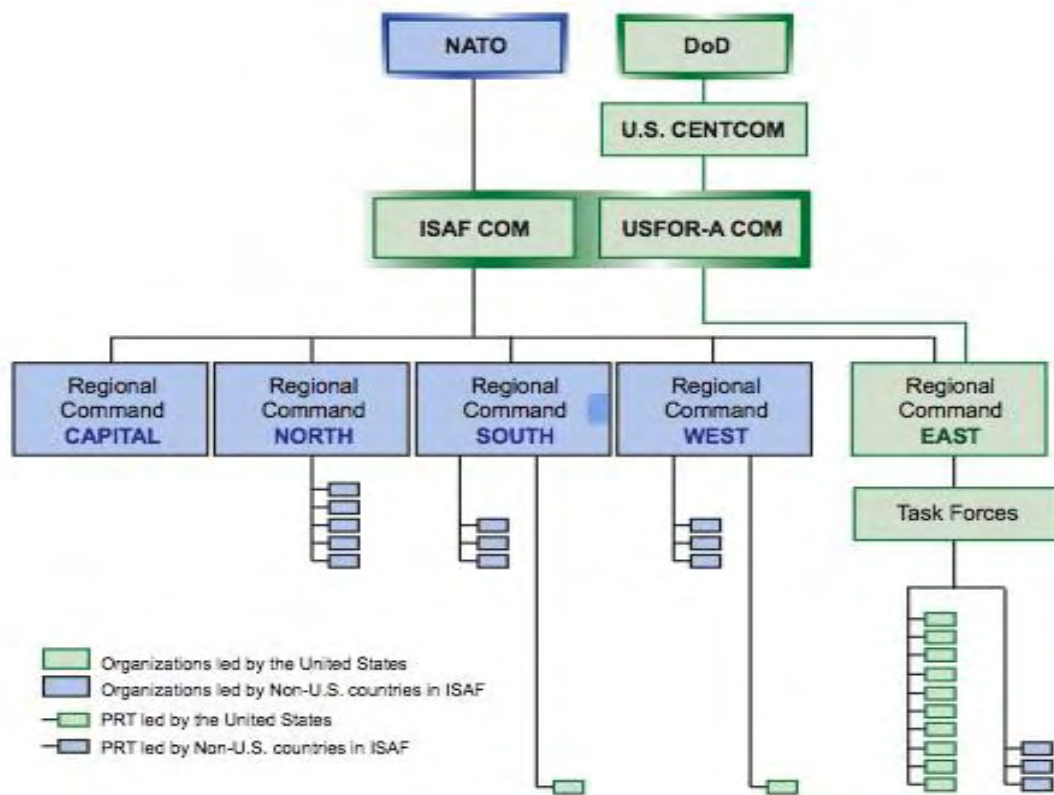 NATO
DoD
U.S. CENTCOM
ISAF COM
USFOR-A COM
Regional
Command
CAPITAL
Regional
Command
NORTH
Regional
Command
SOUTH
Regional
Command
WEST
Regional
Command
EAST
Task Forces
Organizations led by the United States
Organizations led by Non-U.S. countries in ISAF
PRT led by the United States
PRT led by Non-U.S. countries in ISAF